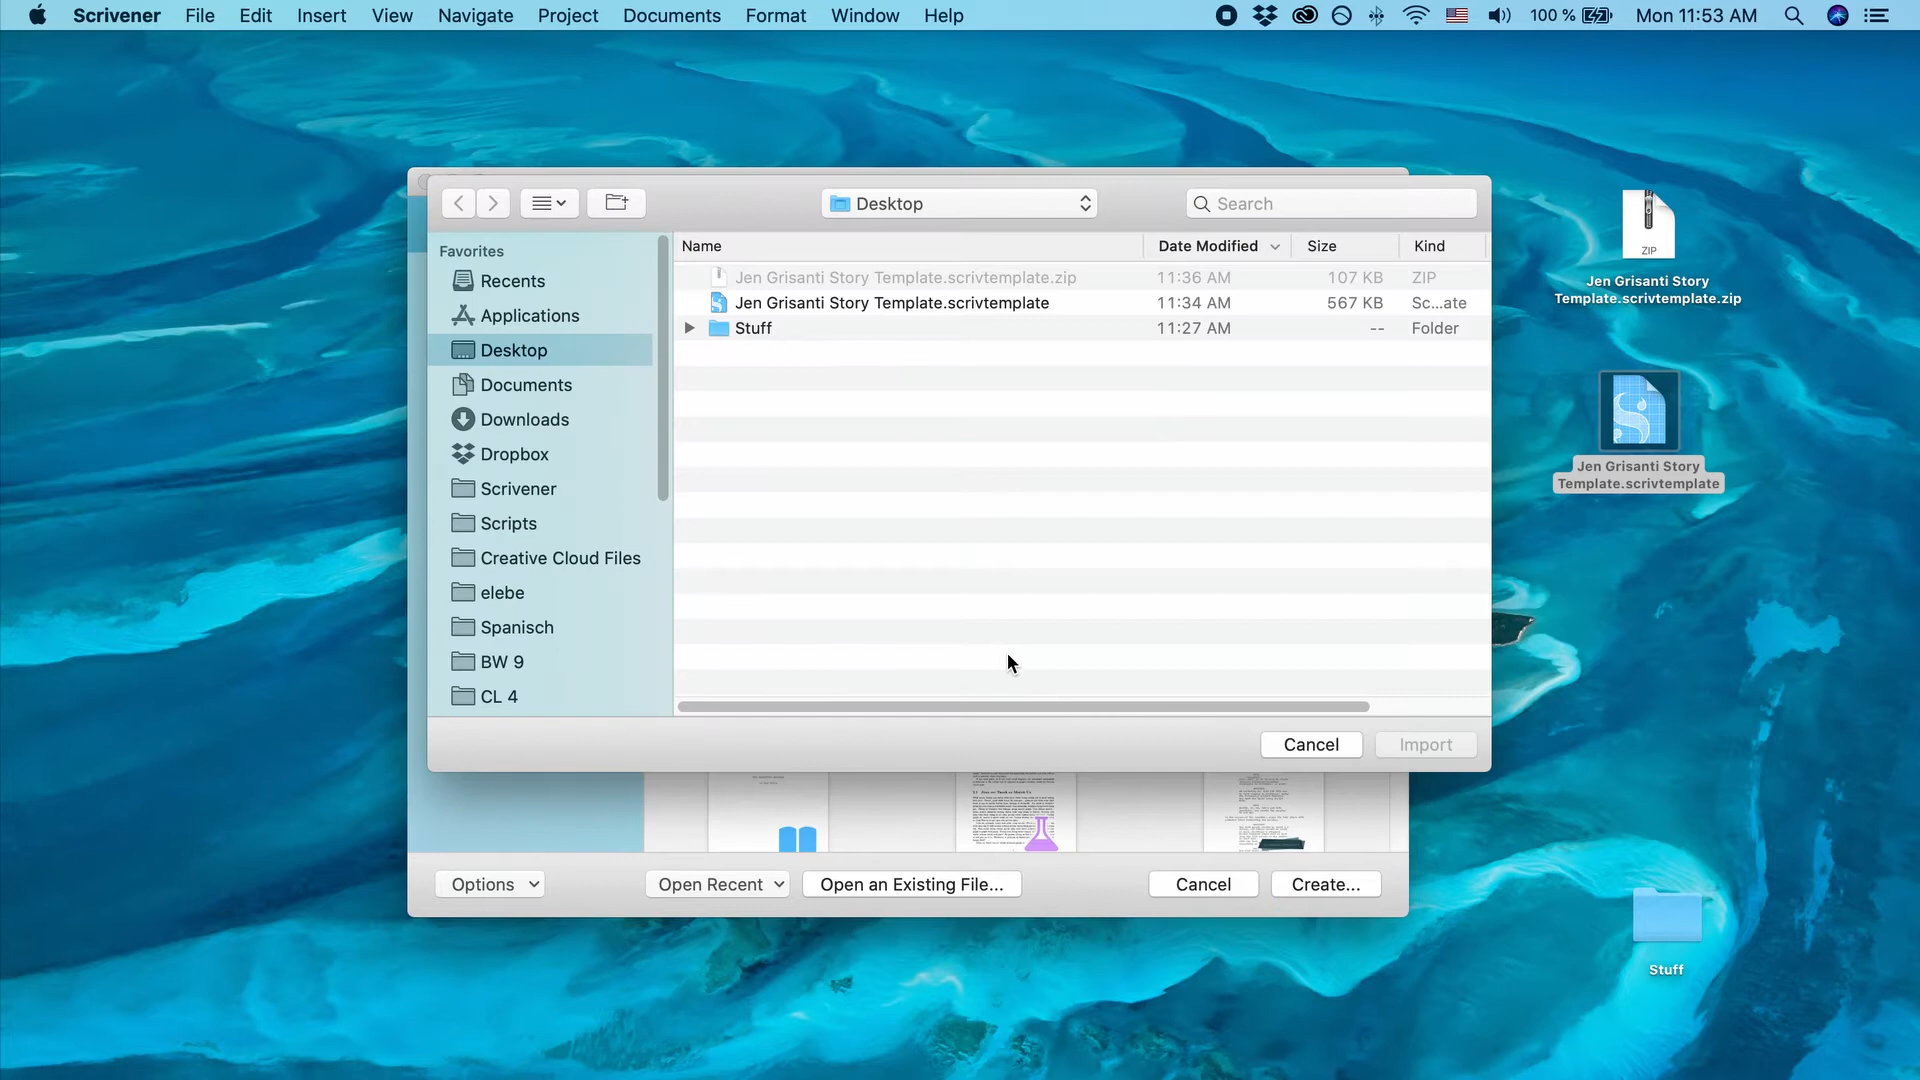 Scrivener File Edit Insert View Navigate Project Documents Format Window Help 100 % Mon 11:53 AM
Desktop
Search
Favorites
Recents
Applications
Desktop
Documents
Downloads
Dropbox
Scrivener
Scripts
Creative Cloud Files
elebe
Spanisch
BW 9
CL 4
Name Date Modified Size Kind
Jen Grisanti Story Template.scrivtemplate.zip 11:36 AM 107 KB ZIP
Jen Grisanti Story Template.scrivtemplate 11:34 AM 567 KB Sc...ate
Stuff 11:27 AM -- Folder
Cancel Import
Options Open Recent Open an Existing File... Cancel Create...
ZIP
Jen Grisanti Story
Template.scrivtemplate.zip
Jen Grisanti Story
Template.scrivtemplate
Stuff